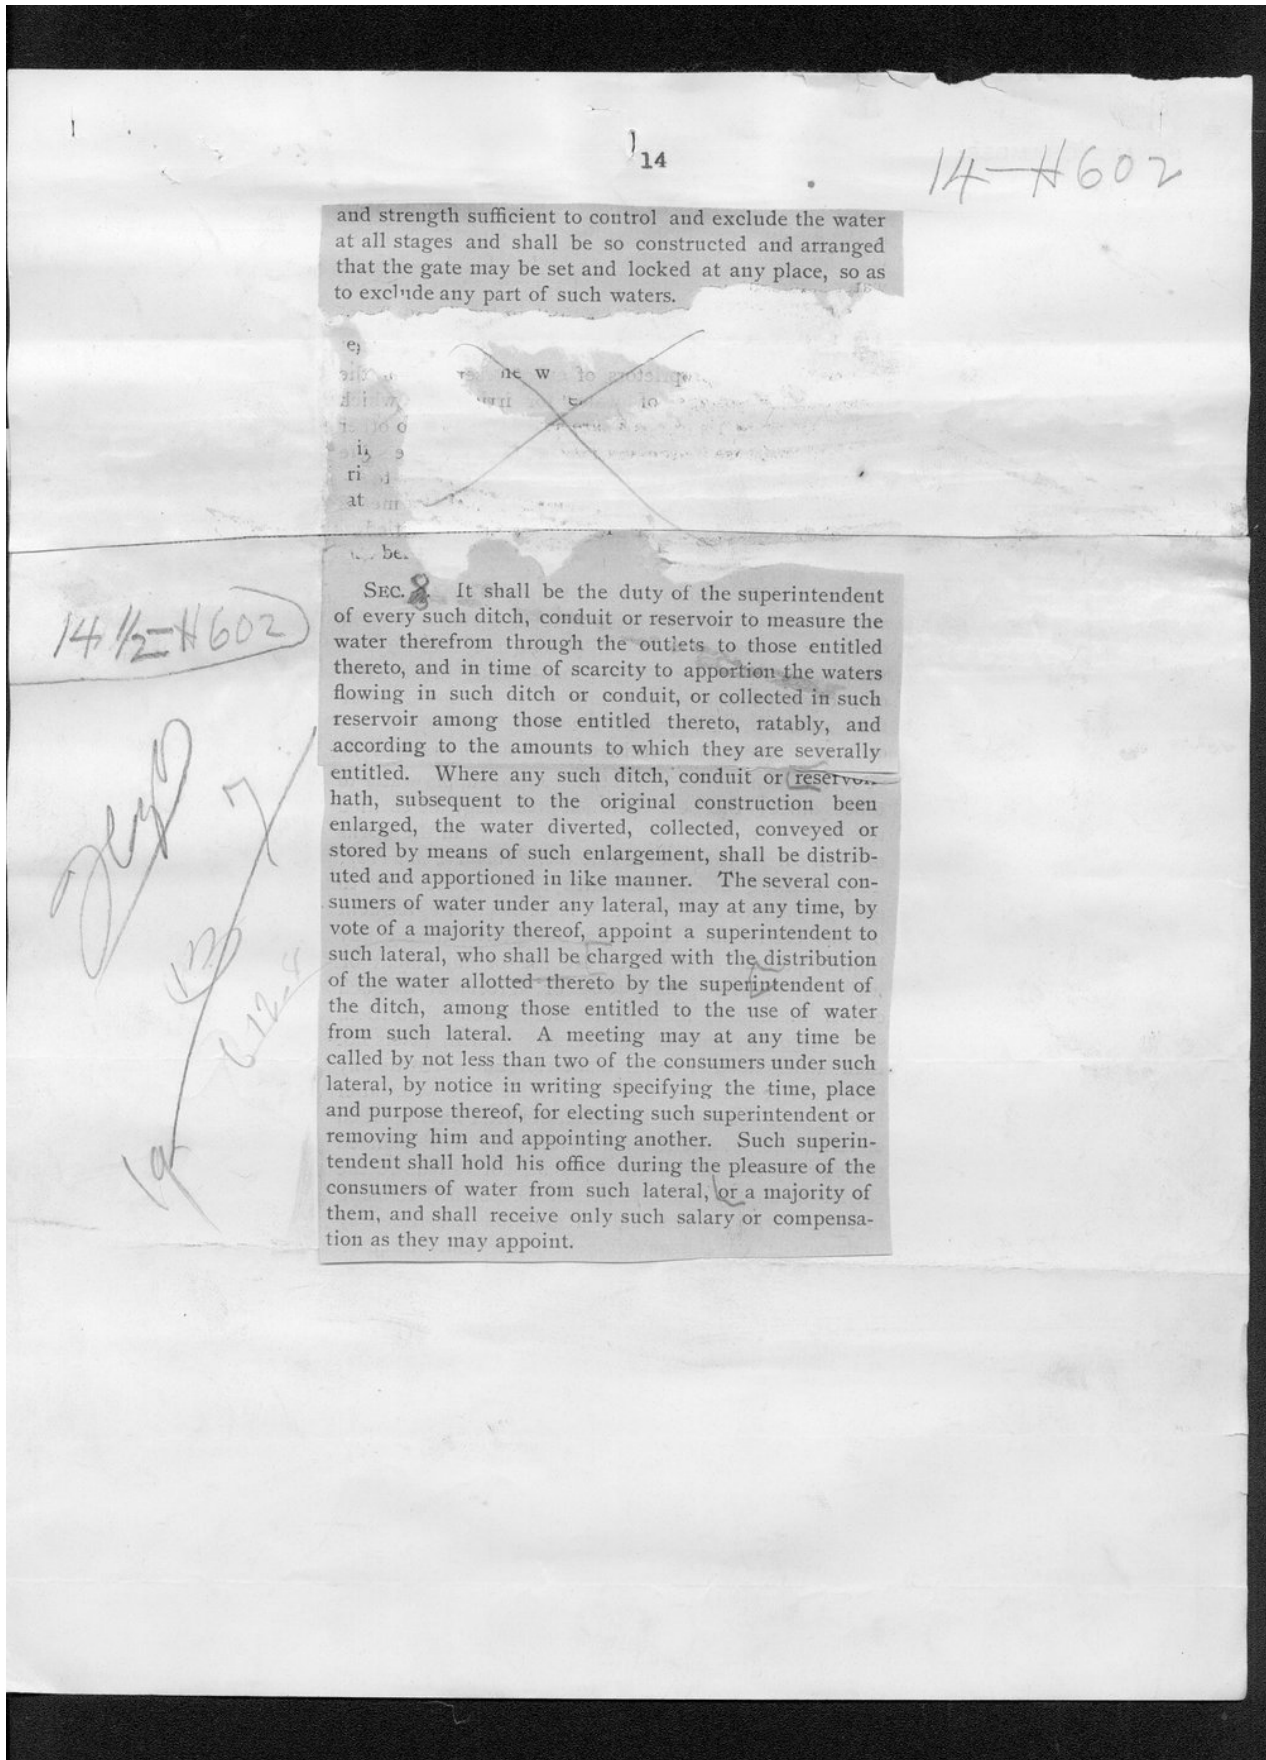 14
14-H602
and strength sufficient to control and exclude the water
at all stages and shall be so constructed and arranged
that the gate may be set and locked at any place, so as
to exclude any part of such waters.
w
ri
at
be
SEC. 8. It shall be the duty of the superintendent
of every such ditch, conduit or reservoir to measure the
14 1/2-H602
water therefrom through the outlets to those entitled
thereto, and in time of scarcity to apportion the waters
flowing in such ditch or conduit, or collected in such
reservoir among those entitled thereto, ratably, and
according to the amounts to which they are severally
entitled. Where any such ditch, conduit or reservoir
hath, subsequent to the original construction been
enlarged, the water diverted, collected, conveyed or
stored by means of such enlargement, shall be distrib-
uted and apportioned in like manner. The several con-
sumers of water under any lateral, may at any time, by
vote of a majority thereof, appoint a superintendent to
such lateral, who shall be charged with the distribution
of the water allotted thereto by the superintendent of
the ditch, among those entitled to the use of water
from such lateral. A meeting may at any time be
called by not less than two of the consumers under such
lateral, by notice in writing specifying the time, place
and purpose thereof, for electing such superintendent or
removing him and appointing another. Such superin-
tendent shall hold his office during the pleasure of the
consumers of water from such lateral, or a majority of
them, and shall receive only such salary or compensa-
tion as they may appoint.